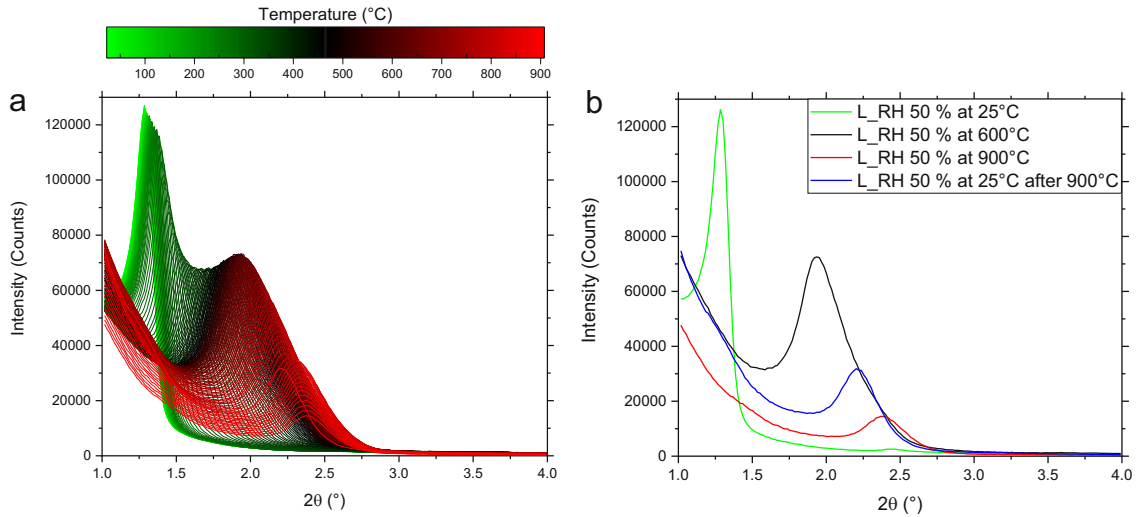 Temperature (°C)
100 200 300 400 500 600 700 800 900
a
Intensity (Counts)
120000
100000
80000
60000
40000
20000
0
1.0 1.5 2.0 2.5 3.0 3.5 4.0
2θ (°)
b
L_RH 50 % at 25°C
L_RH 50 % at 600°C
L_RH 50 % at 900°C
L_RH 50 % at 25°C after 900°C
Intensity (Counts)
120000
100000
80000
60000
40000
20000
0
1.0 1.5 2.0 2.5 3.0 3.5 4.0
2θ (°)